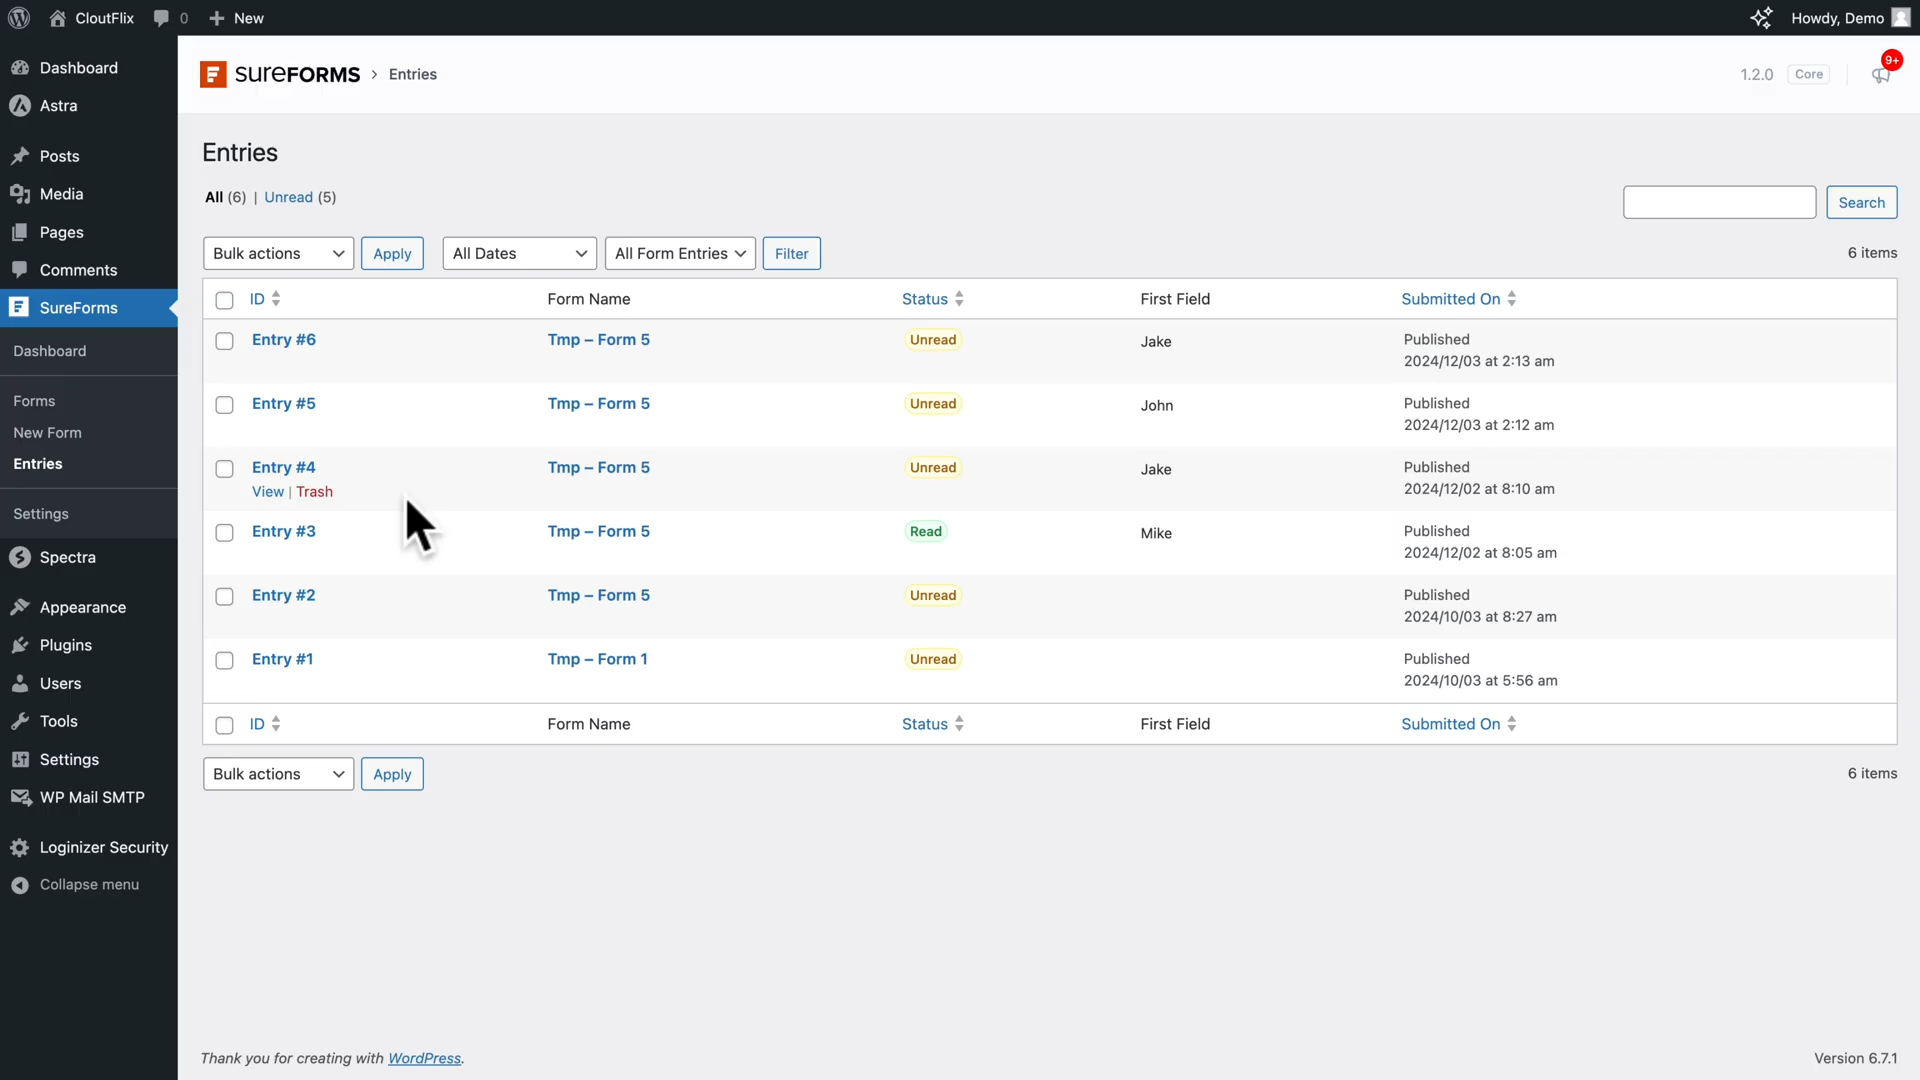 CloutFlix 0 New Howdy, Demo
Dashboard
Astra
Posts
Media
Pages
Comments
SureForms
Dashboard
Forms
New Form
Entries
Settings
Spectra
Appearance
Plugins
Users
Tools
Settings
WP Mail SMTP
Loginizer Security
Collapse menu
SUREFORMS > Entries 1.2.0 Core 9+
Entries
All (6) | Unread (5) Search
Bulk actions Apply All Dates All Form Entries Filter 6 items
ID Form Name Status First Field Submitted On
Entry #6 Tmp – Form 5 Unread Jake Published
2024/12/03 at 2:13 am
Entry #5 Tmp – Form 5 Unread John Published
2024/12/03 at 2:12 am
Entry #4 Tmp – Form 5 Unread Jake Published
View | Trash 2024/12/02 at 8:10 am
Entry #3 Tmp – Form 5 Read Mike Published
2024/12/02 at 8:05 am
Entry #2 Tmp – Form 5 Unread Published
2024/10/03 at 8:27 am
Entry #1 Tmp – Form 1 Unread Published
2024/10/03 at 5:56 am
ID Form Name Status First Field Submitted On
Bulk actions Apply 6 items
Thank you for creating with WordPress. Version 6.7.1